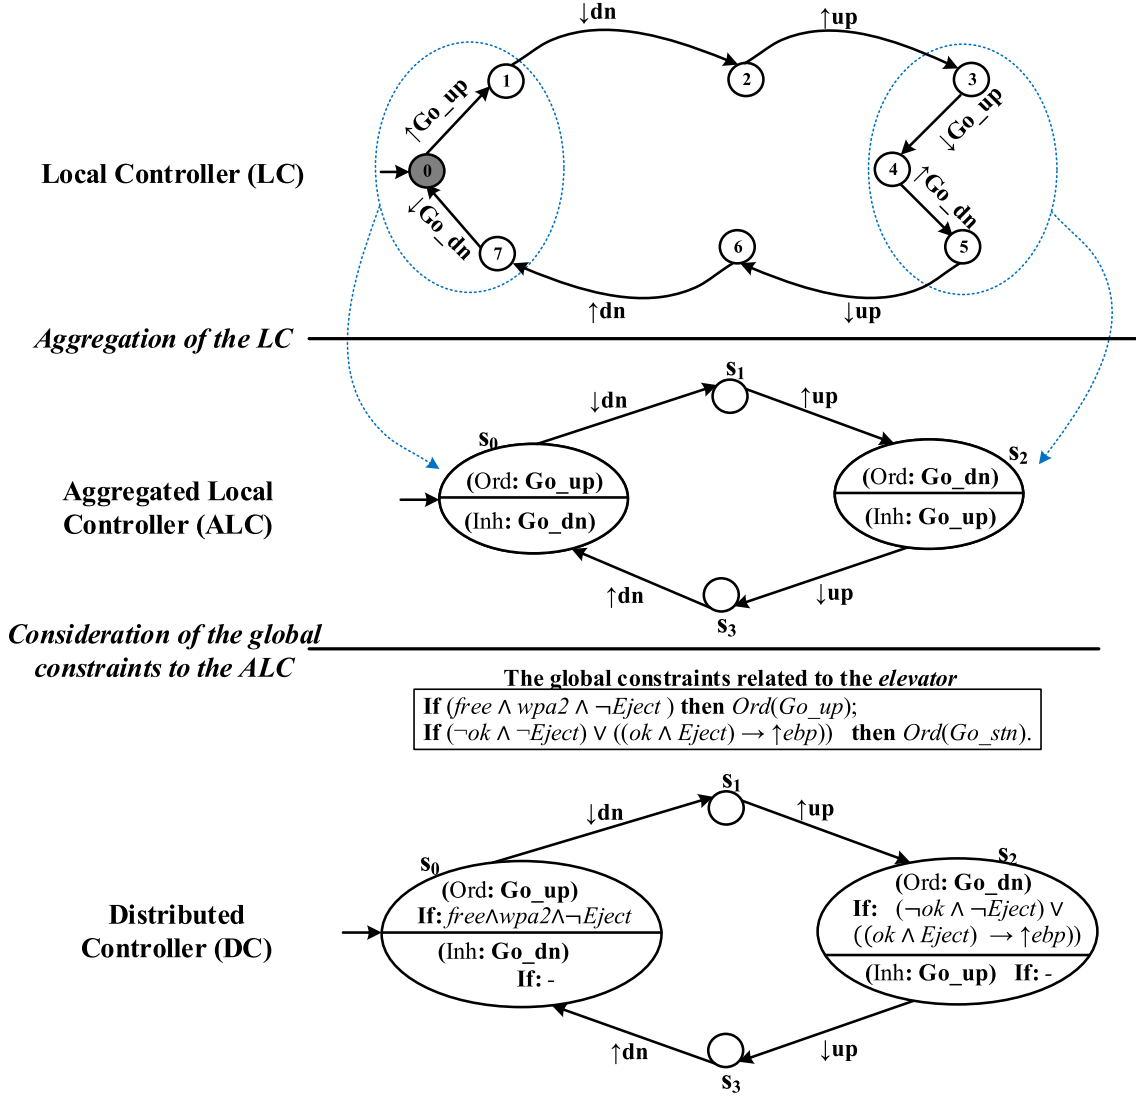 ↓dn
↑up
1
2
3
↑Go_up
↓Go_up
Local Controller (LC)
0
4
↑Go_dn
↓Go_dn
7
6
5
↑dn
↓up
Aggregation of the LC
s1
↓dn
↑up
s0
s2
(Ord: Go_up)
(Ord: Go_dn)
Aggregated Local
Controller (ALC)
(Inh: Go_dn)
(Inh: Go_up)
↑dn
↓up
s3
Consideration of the global
constraints to the ALC
The global constraints related to the elevator
If (free ∧ wpa2 ∧ ¬Eject ) then Ord(Go_up);
If (¬ok ∧ ¬Eject) ∨ ((ok ∧ Eject) → ↑ebp)) then Ord(Go_stn).
s1
↓dn
↑up
s0
s2
(Ord: Go_up)
If: free∧wpa2∧¬Eject
(Ord: Go_dn)
If: (¬ok ∧ ¬Eject) ∨
((ok ∧ Eject) → ↑ebp))
Distributed
Controller (DC)
(Inh: Go_dn)
If: -
(Inh: Go_up) If: -
↑dn
↓up
s3